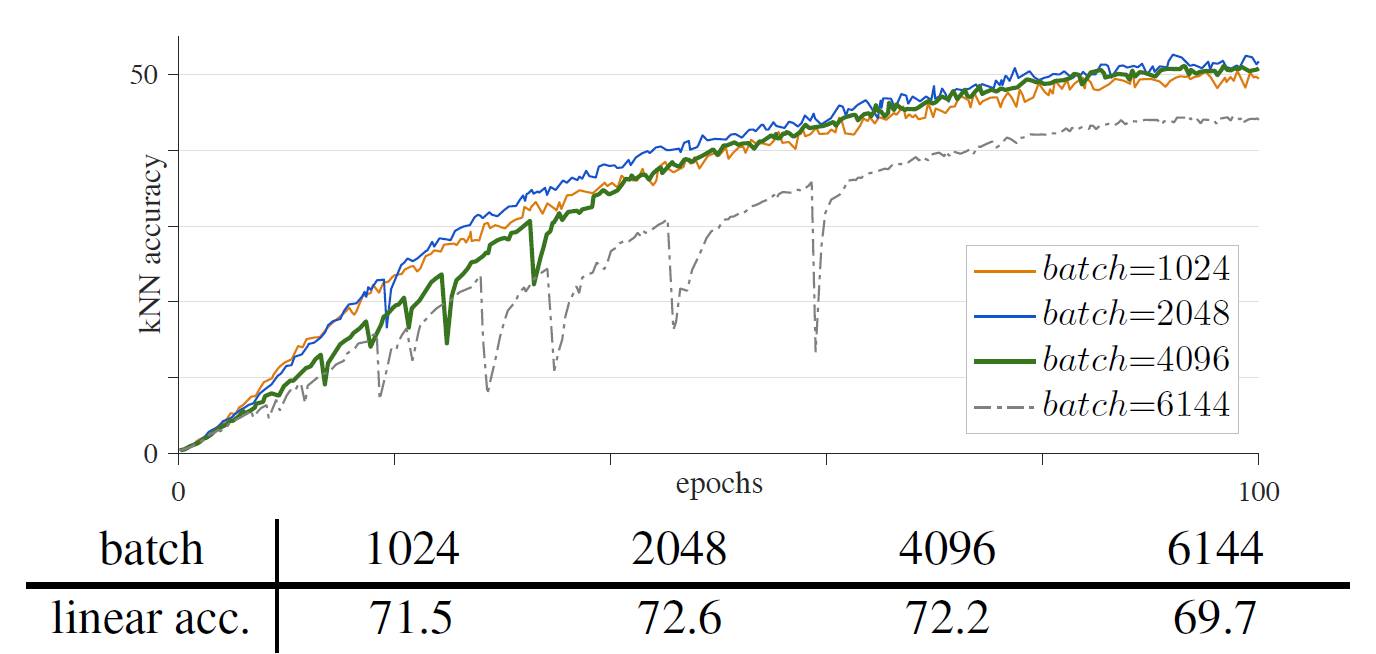 50
kNN accuracy
batch=1024
batch=2048
batch=4096
batch=6144
0
0 epochs 100
batch 1024 2048 4096 6144
linear acc. 71.5 72.6 72.2 69.7